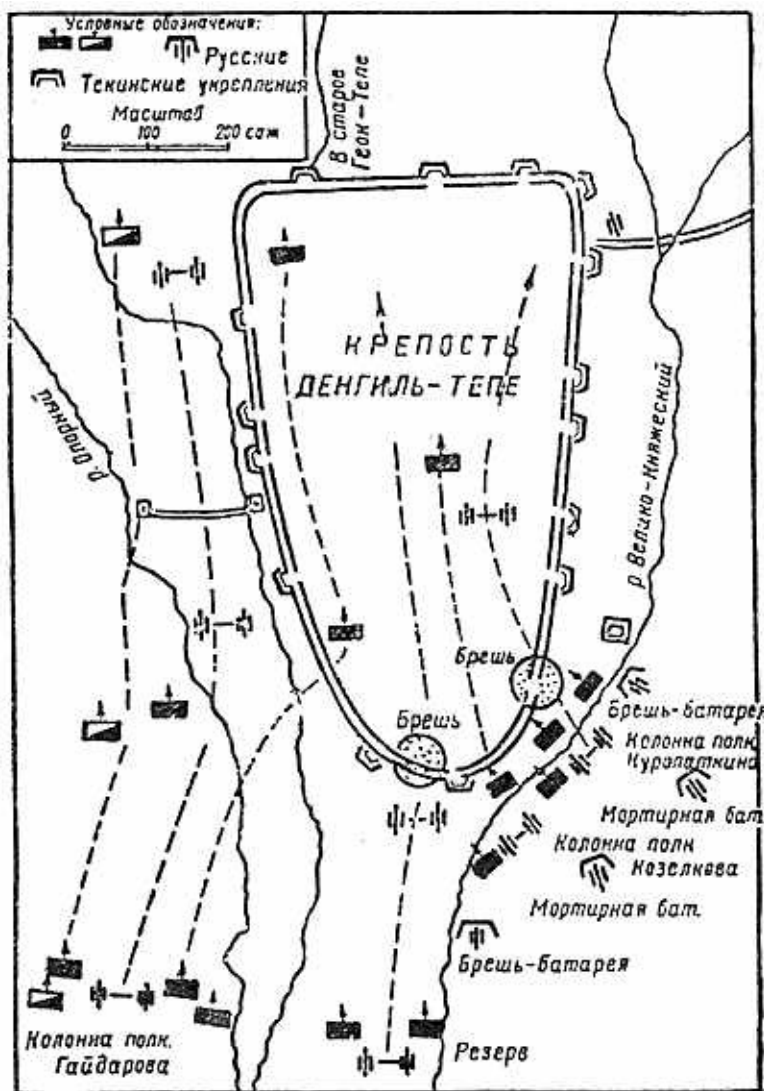 Условные обозначения:
Русские
Текинские укрепления
Масштаб
0 100 200 саж
В старое
Геок-Тепе
КРЕПОСТЬ
ДЕНГИЛЬ-ТЕПЕ
р. Опорный
р Велико-Княжеский
Брешь
Брешь
Брешь-батарея
Колонна полк
Куропаткина
Мортирная бат.
Колонна полк
Козелкова
Мортирная бат.
Брешь-батарея
Колонна полк.
Гайдарова
Резерв